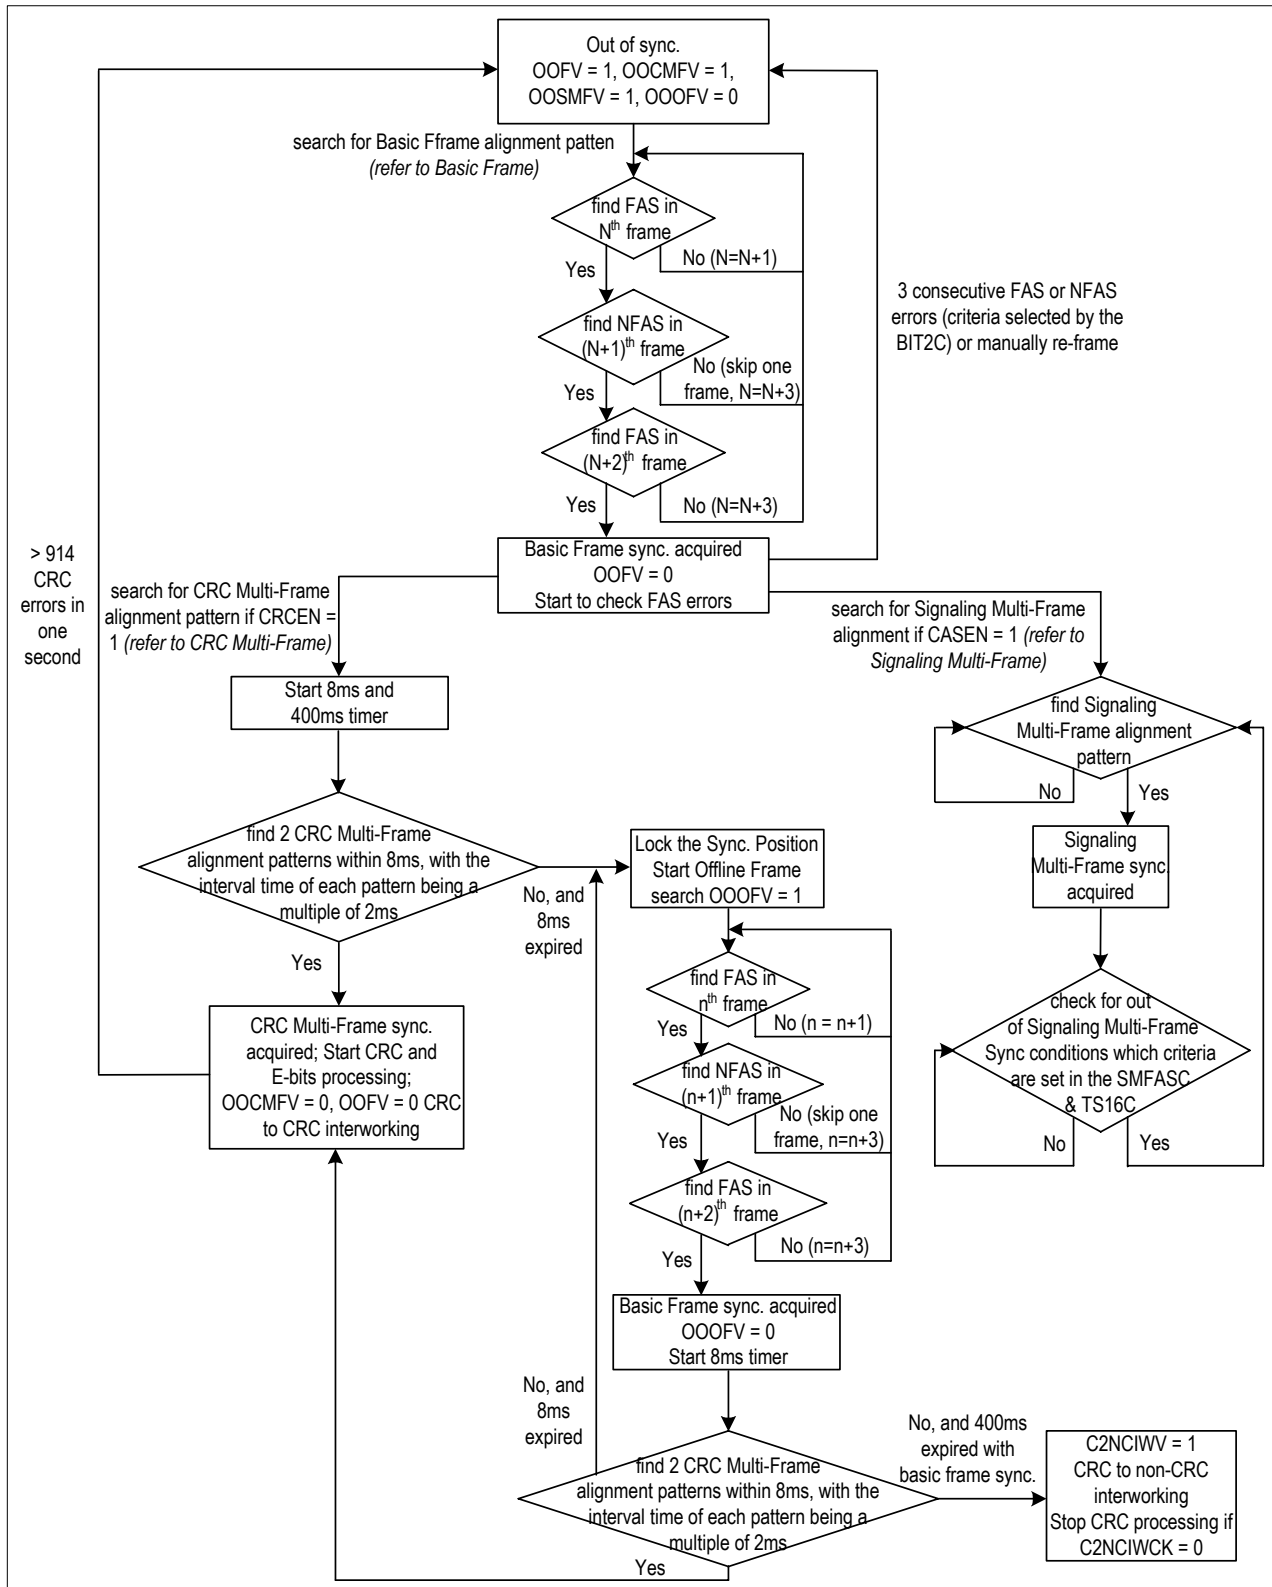 Out of sync.
OOFV = 1, OOCMFV = 1,
OOSMFV = 1, OOOFV = 0
search for Basic Fframe alignment patten
(refer to Basic Frame)
find FAS in
Nth frame
No (N=N+1)
Yes
find NFAS in
(N+1)th frame
No (skip one
frame, N=N+3)
Yes
find FAS in
(N+2)th frame
No (N=N+3)
Yes
3 consecutive FAS or NFAS
errors (criteria selected by the
BIT2C) or manually re-frame
Basic Frame sync. acquired
OOFV = 0
Start to check FAS errors
> 914
CRC
errors in
one
second
search for CRC Multi-Frame
alignment pattern if CRCEN =
1 (refer to CRC Multi-Frame)
search for Signaling Multi-Frame
alignment if CASEN = 1 (refer to
Signaling Multi-Frame)
Start 8ms and
400ms timer
find Signaling
Multi-Frame alignment
pattern
No
Yes
find 2 CRC Multi-Frame
alignment patterns within 8ms, with the
interval time of each pattern being a
multiple of 2ms
No, and
8ms
expired
Yes
Lock the Sync. Position
Start Offline Frame
search OOOFV = 1
Signaling
Multi-Frame sync.
acquired
find FAS in
nth frame
No (n = n+1)
Yes
check for out
of Signaling Multi-Frame
Sync conditions which criteria
are set in the SMFASC
& TS16C
No
Yes
CRC Multi-Frame sync.
acquired; Start CRC and
E-bits processing;
OOCMFV = 0, OOFV = 0 CRC
to CRC interworking
find NFAS in
(n+1)th frame
No (skip one
frame, n=n+3)
Yes
find FAS in
(n+2)th frame
No (n=n+3)
Yes
Basic Frame sync. acquired
OOOFV = 0
Start 8ms timer
No, and
8ms
expired
find 2 CRC Multi-Frame
alignment patterns within 8ms, with the
interval time of each pattern being a
multiple of 2ms
Yes
No, and 400ms
expired with
basic frame sync.
C2NCIWV = 1
CRC to non-CRC
interworking
Stop CRC processing if
C2NCIWCK = 0